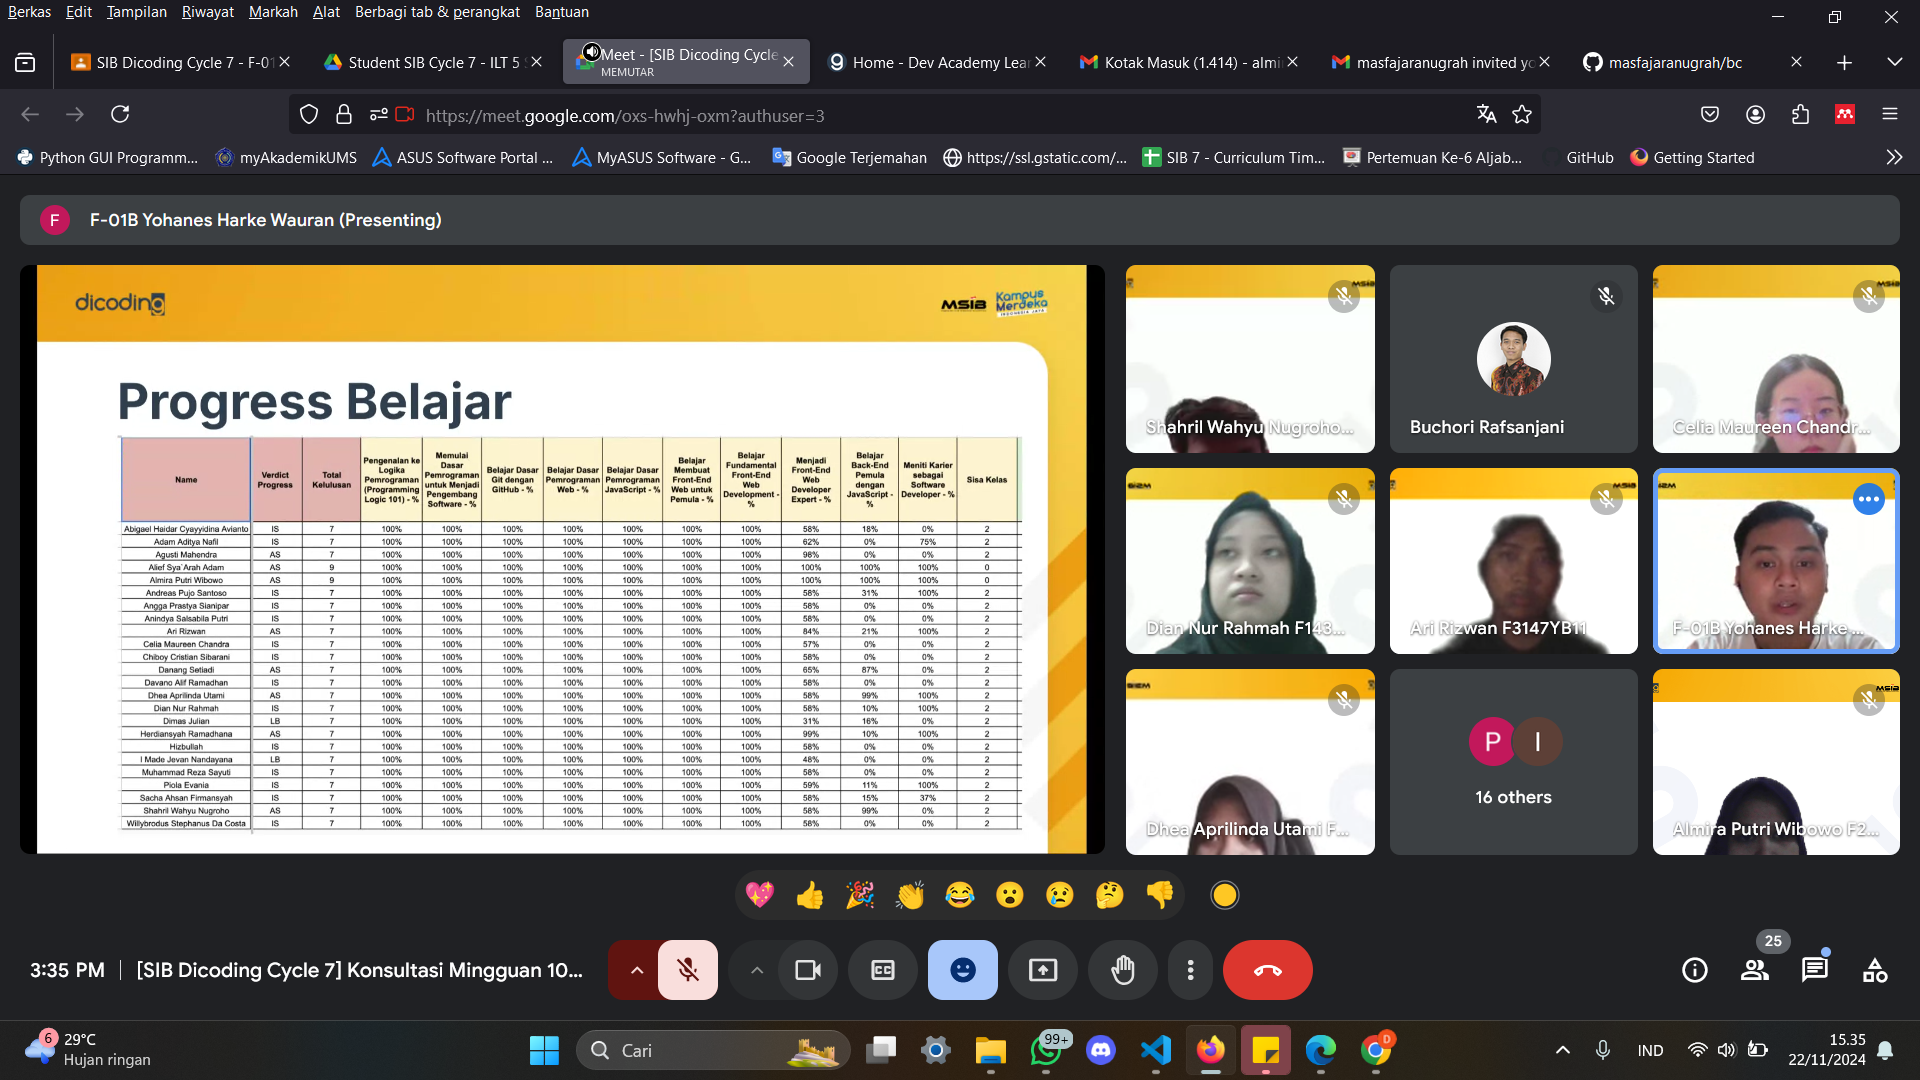 Berkas Edit Tampilan Riwayat Markah Alat Berbagi tab & perangkat Bantuan
SIB Dicoding Cycle 7 - F-01
Student SIB Cycle 7 - ILT 5
Meet - [SIB Dicoding Cycle
MEMUTAR
Home - Dev Academy Lear
Kotak Masuk (1.414) - almi
masfajaranugrah invited yo
masfajaranugrah/bc
https://meet.google.com/oxs-hwhj-oxm?authuser=3
Python GUI Programm...
myAkademikUMS
ASUS Software Portal ...
MyASUS Software - G...
Google Terjemahan
https://ssl.gstatic.com/...
SIB 7 - Curriculum Tim...
Pertemuan Ke-6 Aljab...
GitHub
Getting Started
F
F-01B Yohanes Harke Wauran (Presenting)
dicoding
MSIB
Kampus
Merdeka
INDONESIA JAYA
Progress Belajar
Name
Verdict Progress
Total Kelulusan
Pengenalan ke Logika Pemrograman (Programming Logic 101) - %
Memulai Dasar Pemrograman untuk Menjadi Pengembang Software - %
Belajar Dasar Git dengan GitHub - %
Belajar Dasar Pemrograman Web - %
Belajar Dasar Pemrograman JavaScript - %
Belajar Membuat Front-End Web untuk Pemula - %
Belajar Fundamental Front-End Web Development - %
Menjadi Front-End Web Developer Expert - %
Belajar Back-End Pemula dengan JavaScript - %
Meniti Karier sebagai Software Developer - %
Sisa Kelas
Abigael Haidar Cyayyidina Avianto IS 7 100% 100% 100% 100% 100% 100% 100% 58% 18% 0% 2
Adam Aditya Nafil IS 7 100% 100% 100% 100% 100% 100% 100% 62% 0% 75% 2
Agusti Mahendra AS 7 100% 100% 100% 100% 100% 100% 100% 98% 0% 0% 2
Alief Sya`Arah Adam AS 9 100% 100% 100% 100% 100% 100% 100% 100% 100% 100% 0
Almira Putri Wibowo AS 9 100% 100% 100% 100% 100% 100% 100% 100% 100% 100% 0
Andreas Pujo Santoso IS 7 100% 100% 100% 100% 100% 100% 100% 58% 31% 100% 2
Angga Prastya Sianipar IS 7 100% 100% 100% 100% 100% 100% 100% 58% 0% 0% 2
Anindya Salsabila Putri IS 7 100% 100% 100% 100% 100% 100% 100% 58% 0% 0% 2
Ari Rizwan AS 7 100% 100% 100% 100% 100% 100% 100% 84% 21% 100% 2
Celia Maureen Chandra IS 7 100% 100% 100% 100% 100% 100% 100% 57% 0% 0% 2
Chiboy Cristian Sibarani IS 7 100% 100% 100% 100% 100% 100% 100% 58% 0% 0% 2
Danang Setiadi AS 7 100% 100% 100% 100% 100% 100% 100% 65% 87% 0% 2
Davano Alif Ramadhan IS 7 100% 100% 100% 100% 100% 100% 100% 58% 0% 0% 2
Dhea Aprilinda Utami AS 7 100% 100% 100% 100% 100% 100% 100% 58% 99% 100% 2
Dian Nur Rahmah IS 7 100% 100% 100% 100% 100% 100% 100% 58% 10% 100% 2
Dimas Julian LB 7 100% 100% 100% 100% 100% 100% 100% 31% 16% 0% 2
Herdiansyah Ramadhana AS 7 100% 100% 100% 100% 100% 100% 100% 99% 10% 100% 2
Hizbullah IS 7 100% 100% 100% 100% 100% 100% 100% 58% 0% 0% 2
I Made Jevan Nandayana LB 7 100% 100% 100% 100% 100% 100% 100% 48% 0% 0% 2
Muhammad Reza Sayuti IS 7 100% 100% 100% 100% 100% 100% 100% 58% 0% 0% 2
Piola Evania IS 7 100% 100% 100% 100% 100% 100% 100% 59% 11% 100% 2
Sacha Ahsan Firmansyah IS 7 100% 100% 100% 100% 100% 100% 100% 58% 15% 37% 2
Shahril Wahyu Nugroho AS 7 100% 100% 100% 100% 100% 100% 100% 58% 99% 0% 2
Willybrodus Stephanus Da Costa IS 7 100% 100% 100% 100% 100% 100% 100% 58% 0% 0% 2
Shahril Wahyu Nugroho...
Buchori Rafsanjani
Celia Maureen Chandr...
Dian Nur Rahmah F143...
Ari Rizwan F3147YB11
F-01B Yohanes Harke ...
Dhea Aprilinda Utami F...
P I
16 others
Almira Putri Wibowo F2...
3:35 PM | [SIB Dicoding Cycle 7] Konsultasi Mingguan 10...
CC
25
6
29°C
Hujan ringan
Cari
99+
D
IND
15.35
22/11/2024